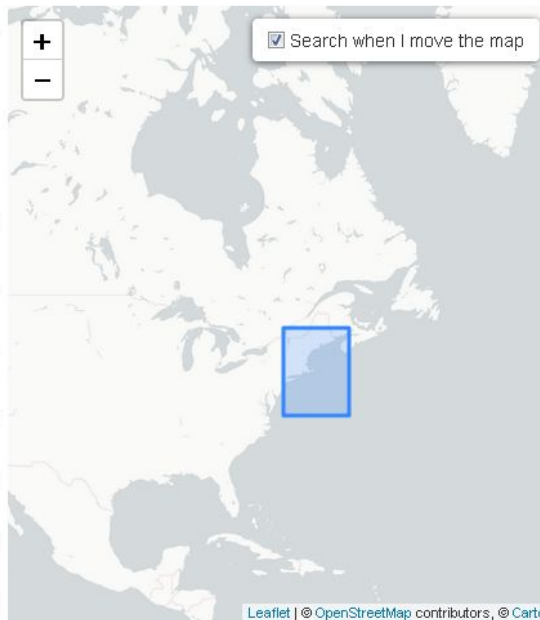 +
Search when I move the map
−
Leaflet | © OpenStreetMap contributors, © Carto